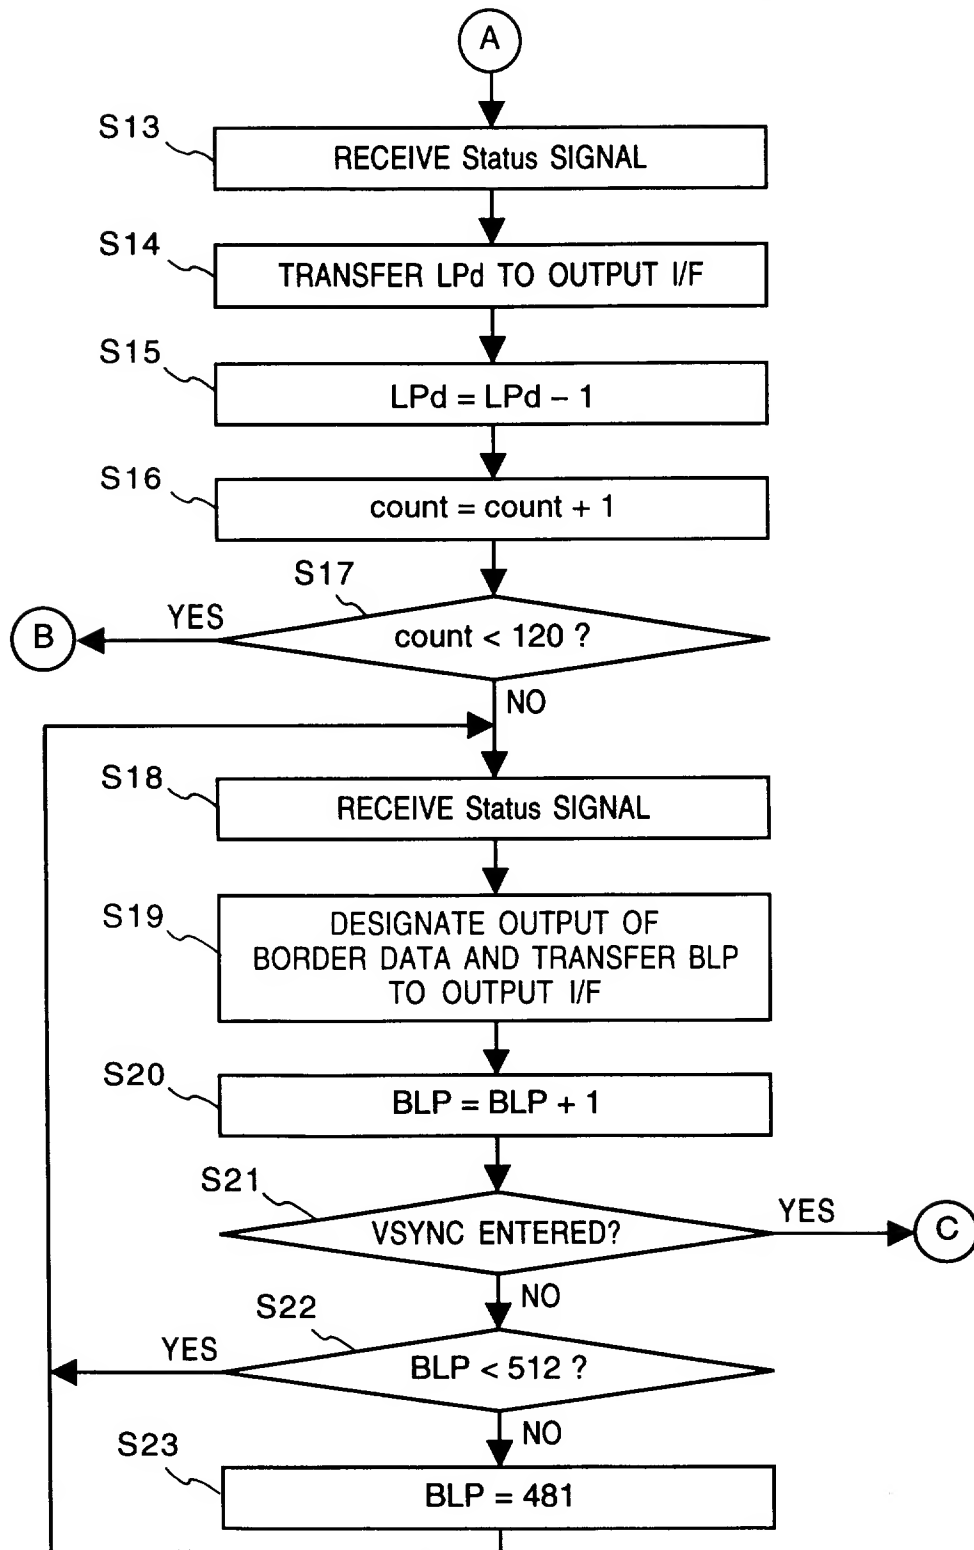 A
S13
RECEIVE Status SIGNAL
S14
TRANSFER LPd TO OUTPUT I/F
S15
LPd = LPd – 1
S16
count = count + 1
S17
YES
B
count < 120 ?
NO
S18
RECEIVE Status SIGNAL
S19
DESIGNATE OUTPUT OF
BORDER DATA AND TRANSFER BLP
TO OUTPUT I/F
S20
BLP = BLP + 1
S21
VSYNC ENTERED?
YES
C
NO
S22
YES
BLP < 512 ?
NO
S23
BLP = 481